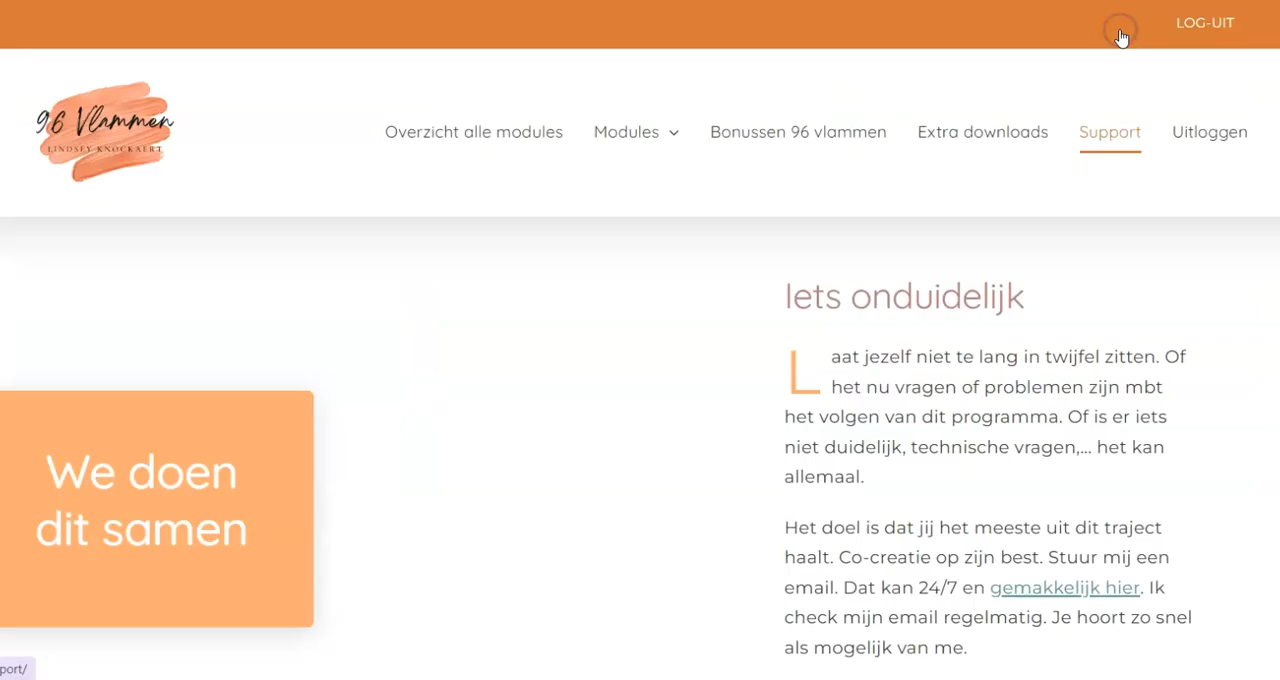 LOG-UIT
96 Vlammen
LINDSEY KNOCKAERT
Overzicht alle modules
Modules
Bonussen 96 vlammen
Extra downloads
Support
Uitloggen
Iets onduidelijk
Laat jezelf niet te lang in twijfel zitten. Of
het nu vragen of problemen zijn mbt
het volgen van dit programma. Of is er iets
niet duidelijk, technische vragen,... het kan
allemaal.
We doen
dit samen
Het doel is dat jij het meeste uit dit traject
haalt. Co-creatie op zijn best. Stuur mij een
email. Dat kan 24/7 en gemakkelijk hier. Ik
check mijn email regelmatig. Je hoort zo snel
als mogelijk van me.
port/